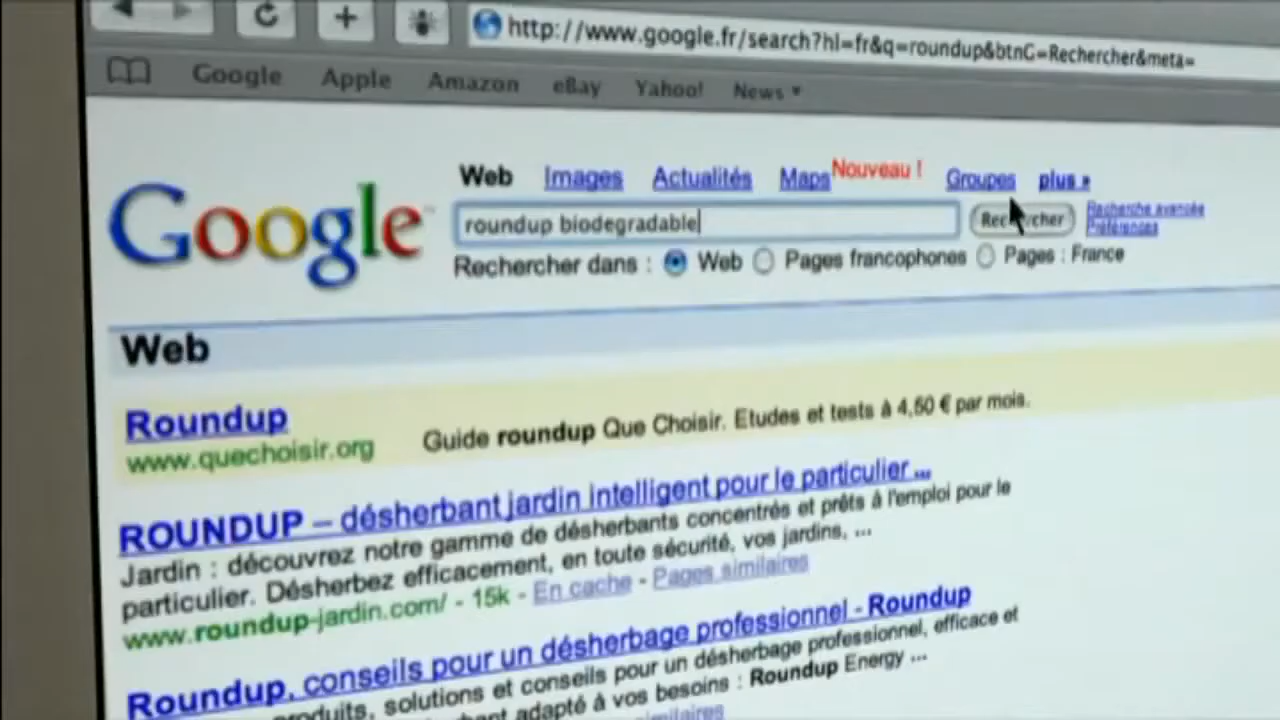 http://www.google.fr/search?hl=fr&q=roundup&btnG=Rechercher&meta=
Google Apple Amazon eBay Yahoo! News
Web Images Actualités Maps Nouveau ! Groupes plus »
Google
roundup biodegradable
Rechercher
Recherche avancée
Préférences
Rechercher dans : Web Pages francophones Pages : France
Web
Roundup
www.quechoisir.org
Guide roundup Que Choisir. Etudes et tests à 4,50 € par mois.
ROUNDUP – désherbant jardin intelligent pour le particulier ...
Jardin : découvrez notre gamme de désherbants concentrés et prêts à l'emploi pour le
particulier. Désherbez efficacement, en toute sécurité, vos jardins, ...
www.roundup-jardin.com/ - 15k - En cache - Pages similaires
Roundup, conseils pour un désherbage professionnel - Roundup
produits, solutions et conseils pour un désherbage professionnel, efficace et
adapté à vos besoins : Roundup Energy ...
similaires